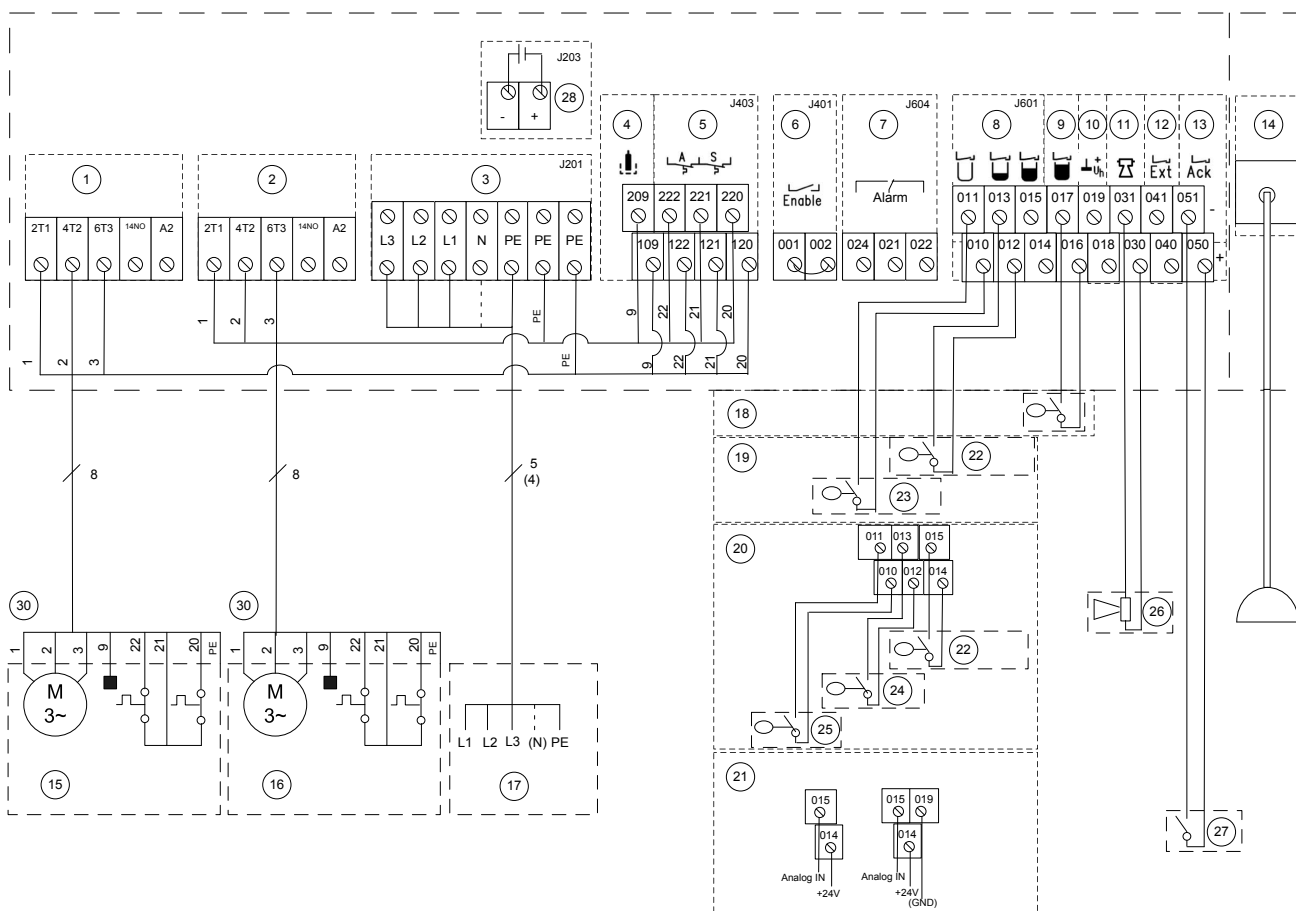 J203
28
- +
4 5 J403
6 J401
7 J604
8 J601 9 10 11 12 13
14
1
2
3 J201
A S
Enable
Alarm
+ Uh
Ext
Ack
209 222 221 220
011 013 015 017 019 031 041 051 -
2T1 4T2 6T3 14NO A2
2T1 4T2 6T3 14NO A2
L3 L2 L1 N PE PE PE
109 122 121 120
001 002
024 021 022
010 012 014 016 018 030 040 050 +
1 2 3
1 2 3
PE
PE
9 22 21 20
9 22 21 20
18
19
22
23
8
8
5
(4)
20
011 013 015
010 012 014
22
24
25
26
30
30
1 2 3 9 22 21 20 PE
1 2 3 9 22 21 20 PE
M
3~
M
3~
L1 L2 L3 (N) PE
15
16
17
21
015
014
Analog IN
+24V
015 019
014
Analog IN
+24V
(GND)
27